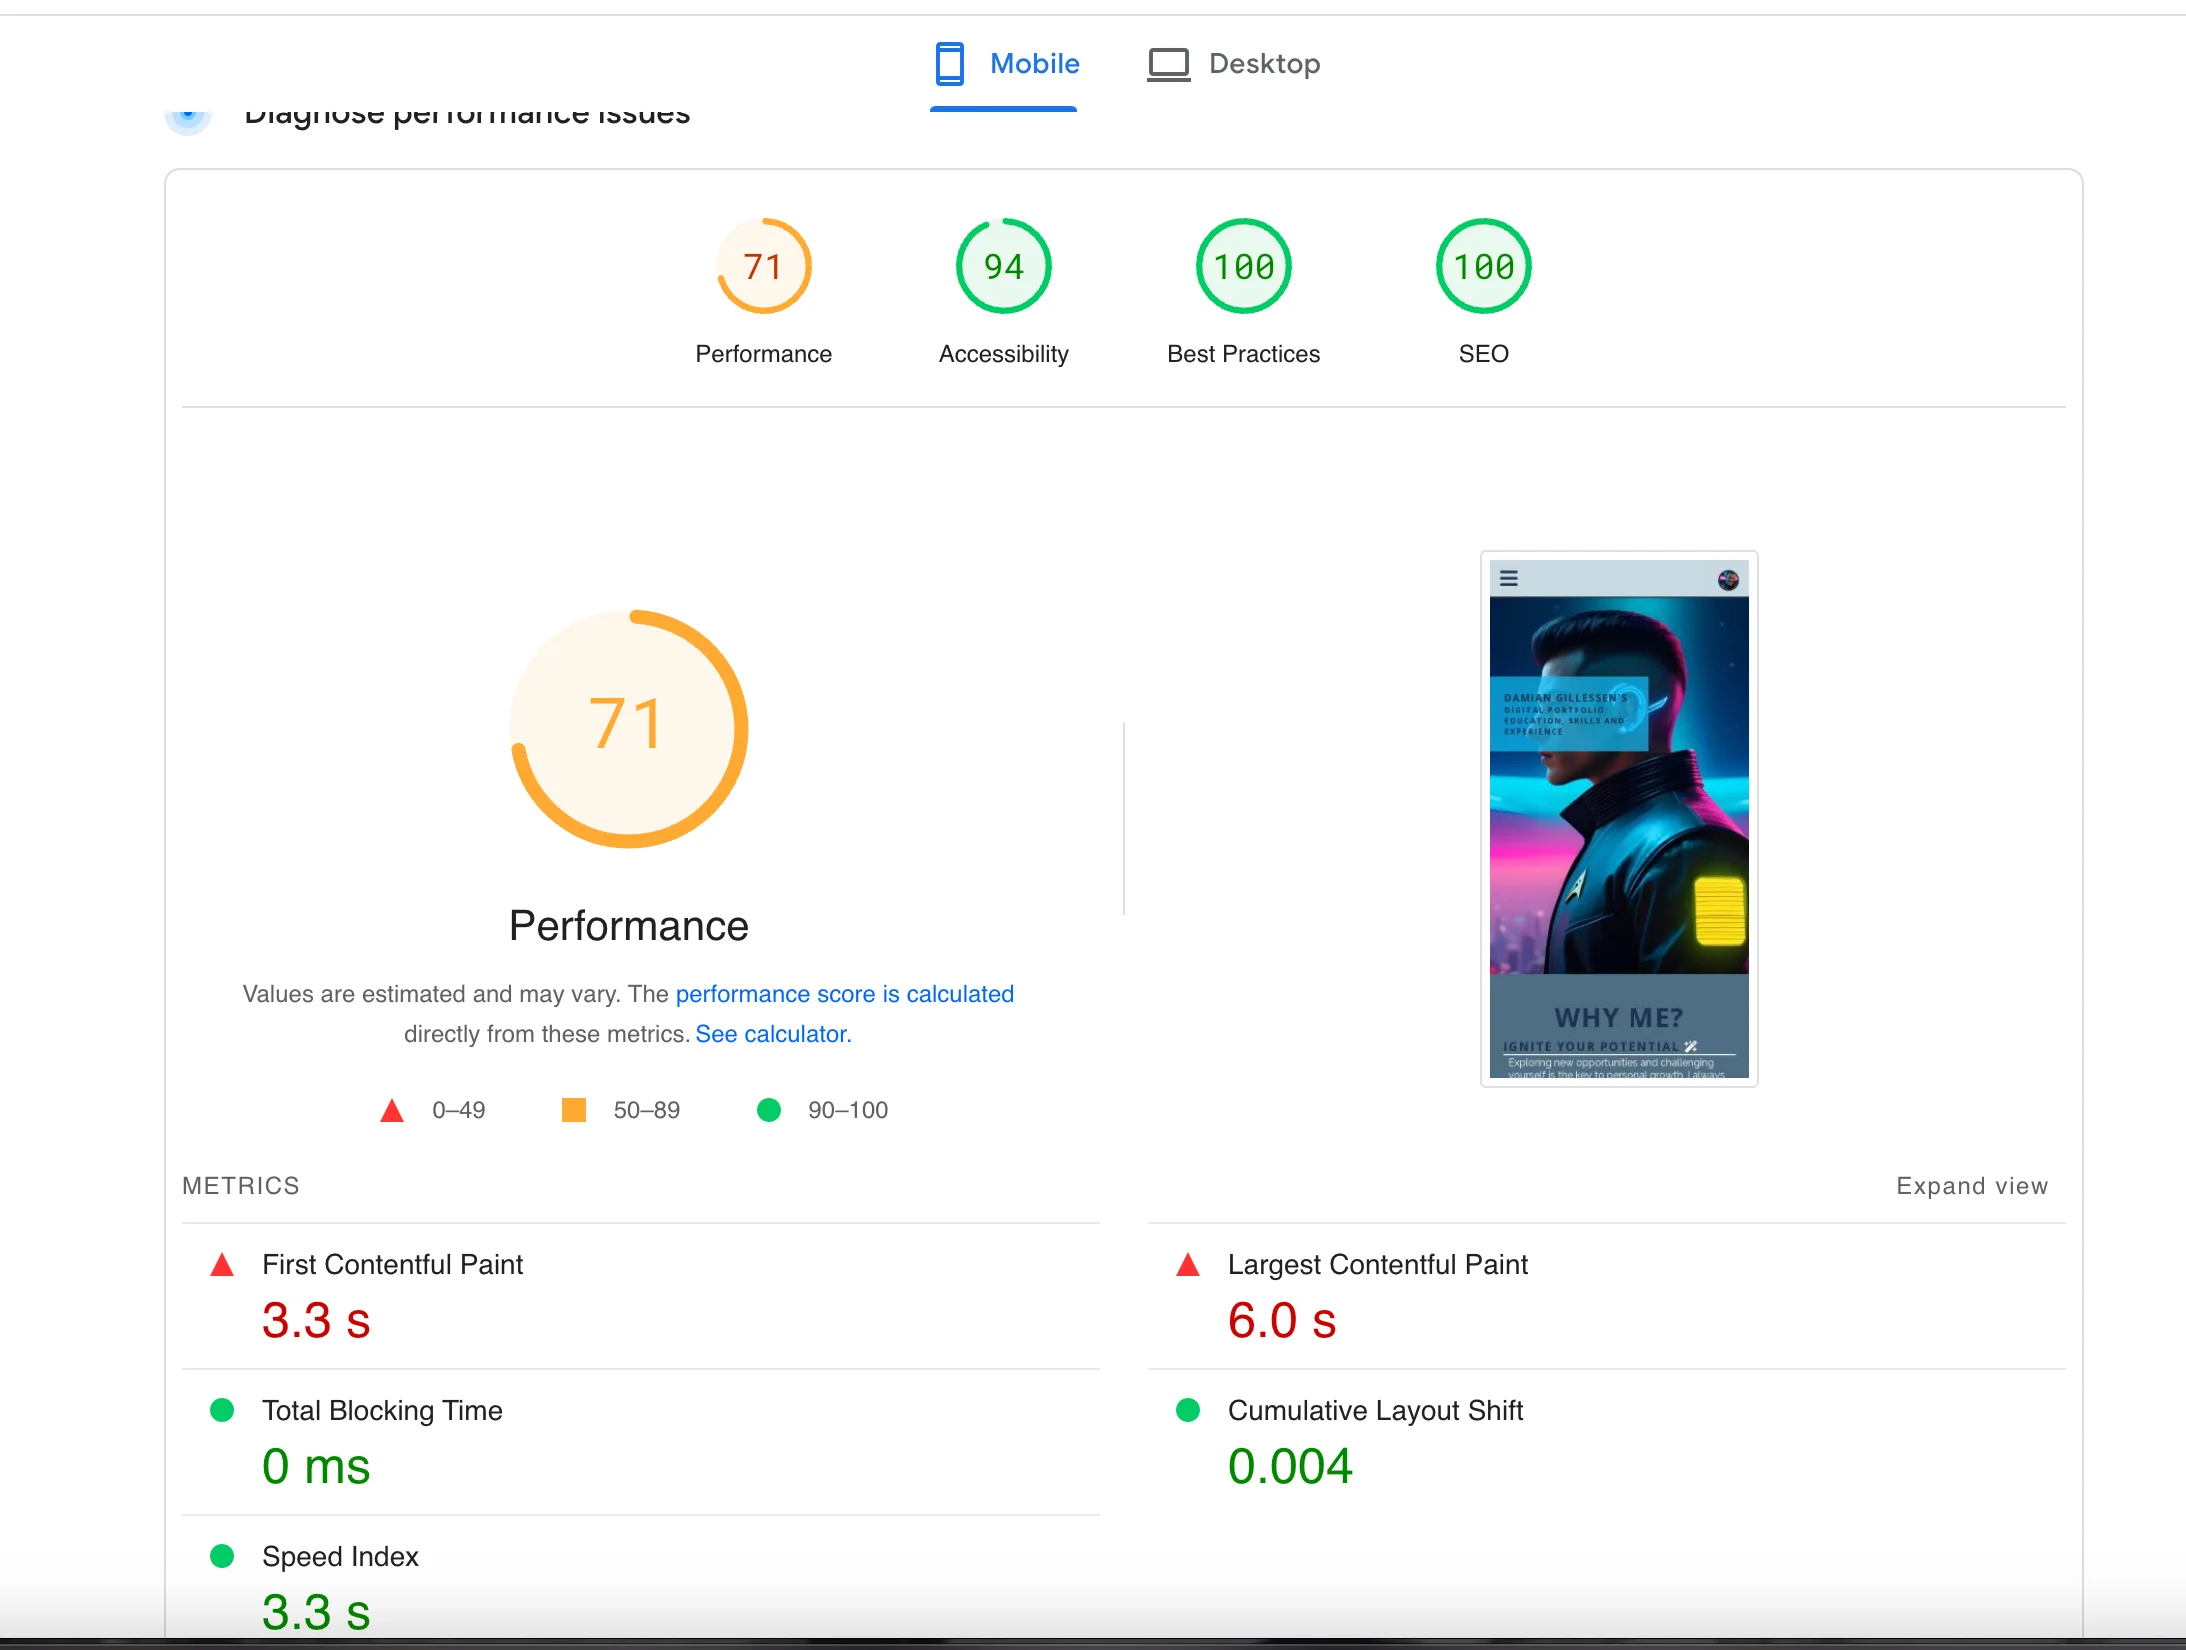 Mobile
Desktop
Diagnose performance issues
71
94
100
100
Performance
Accessibility
Best Practices
SEO
71
Performance
Values are estimated and may vary. The performance score is calculated
directly from these metrics. See calculator.
0–49
50–89
90–100
DAMIAN GILLESSEN'S
DIGITAL PORTFOLIO:
EDUCATION, SKILLS AND
EXPERIENCE
WHY ME?
IGNITE YOUR POTENTIAL
Exploring new opportunities and challenging
yourself is the key to personal growth. I always
METRICS
Expand view
First Contentful Paint
3.3 s
Largest Contentful Paint
6.0 s
Total Blocking Time
0 ms
Cumulative Layout Shift
0.004
Speed Index
3.3 s